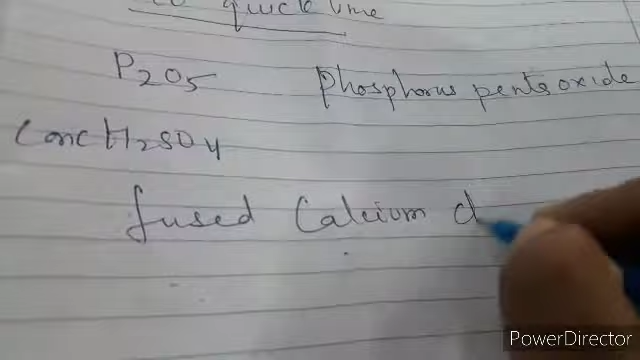 quick lime
P2O5 phosphorus pentoxide
Conc H2SO4
fused Calcium
PowerDirector